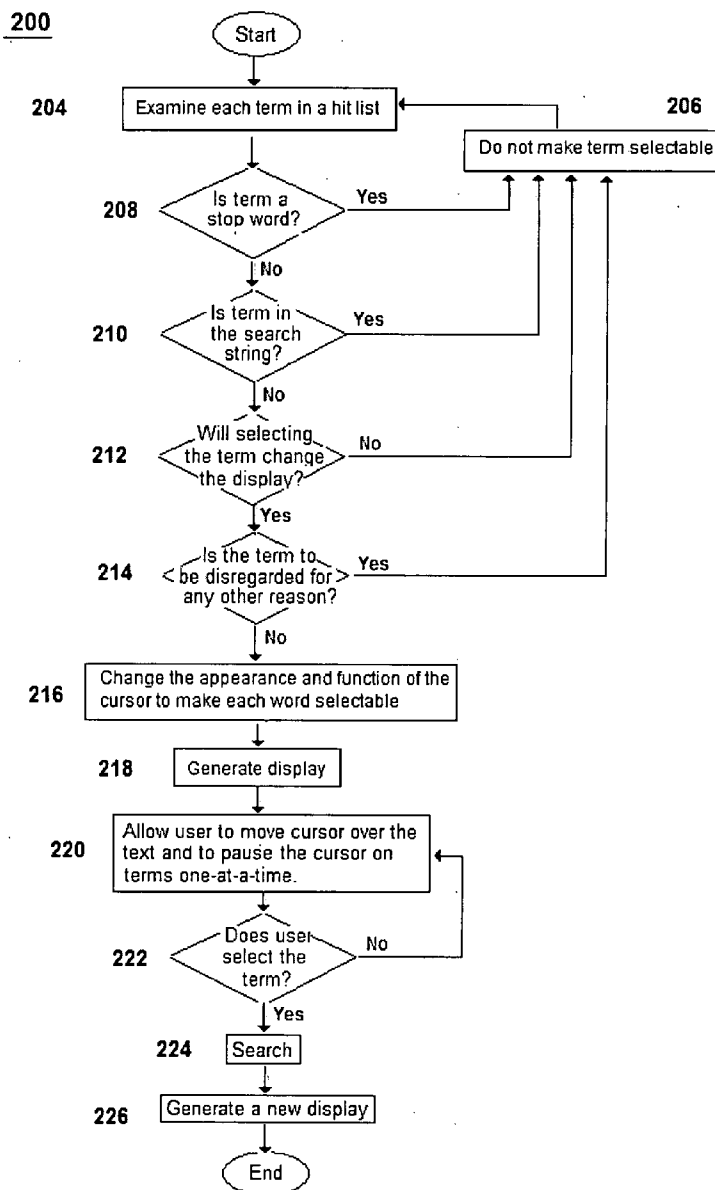 200
Start
204
Examine each term in a hit list
206
Do not make term selectable
208
Is term a
stop word?
Yes
No
210
Is term in
the search
string?
Yes
No
212
Will selecting
the term change
the display?
No
Yes
214
Is the term to
be disregarded for
any other reason?
Yes
No
216
Change the appearance and function of the
cursor to make each word selectable
218
Generate display
220
Allow user to move cursor over the
text and to pause the cursor on
terms one-at-a-time.
222
Does user
select the
term?
No
Yes
224
Search
226
Generate a new display
End